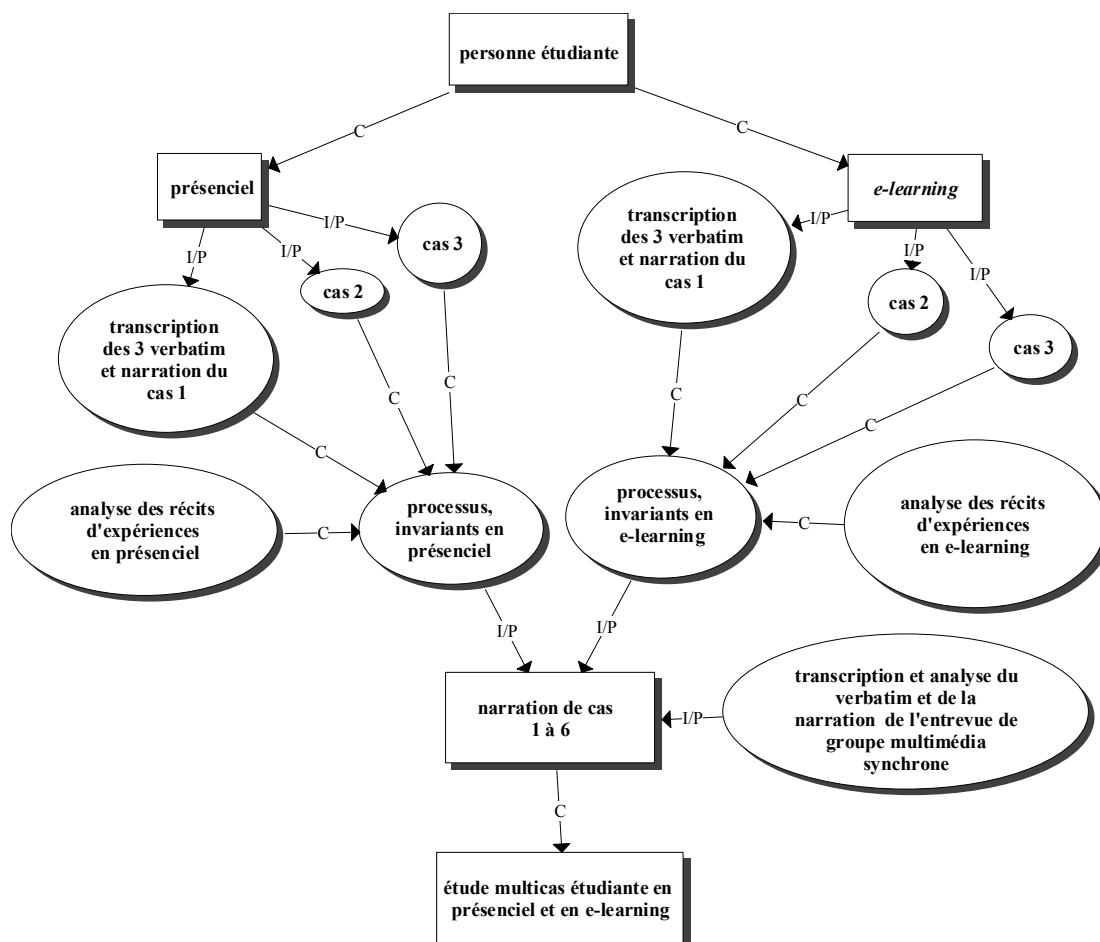 personne étudiante
C
C
présenciel
e-learning
I/P
I/P
I/P
I/P
I/P
I/P
transcription
des 3 verbatim
et narration du
cas 1
cas 2
cas 3
transcription
des 3 verbatim
et narration du
cas 1
cas 2
cas 3
C
C
C
C
C
C
analyse des récits
d'expériences
en présenciel
C
processus,
invariants en
présenciel
processus,
invariants en
e-learning
C
analyse des récits
d'expériences
en e-learning
I/P
I/P
narration de cas
1 à 6
I/P
transcription et analyse du
verbatim et de la
narration de l'entrevue de
groupe multimédia
synchrone
C
étude multicas étudiante en
présenciel et en e-learning